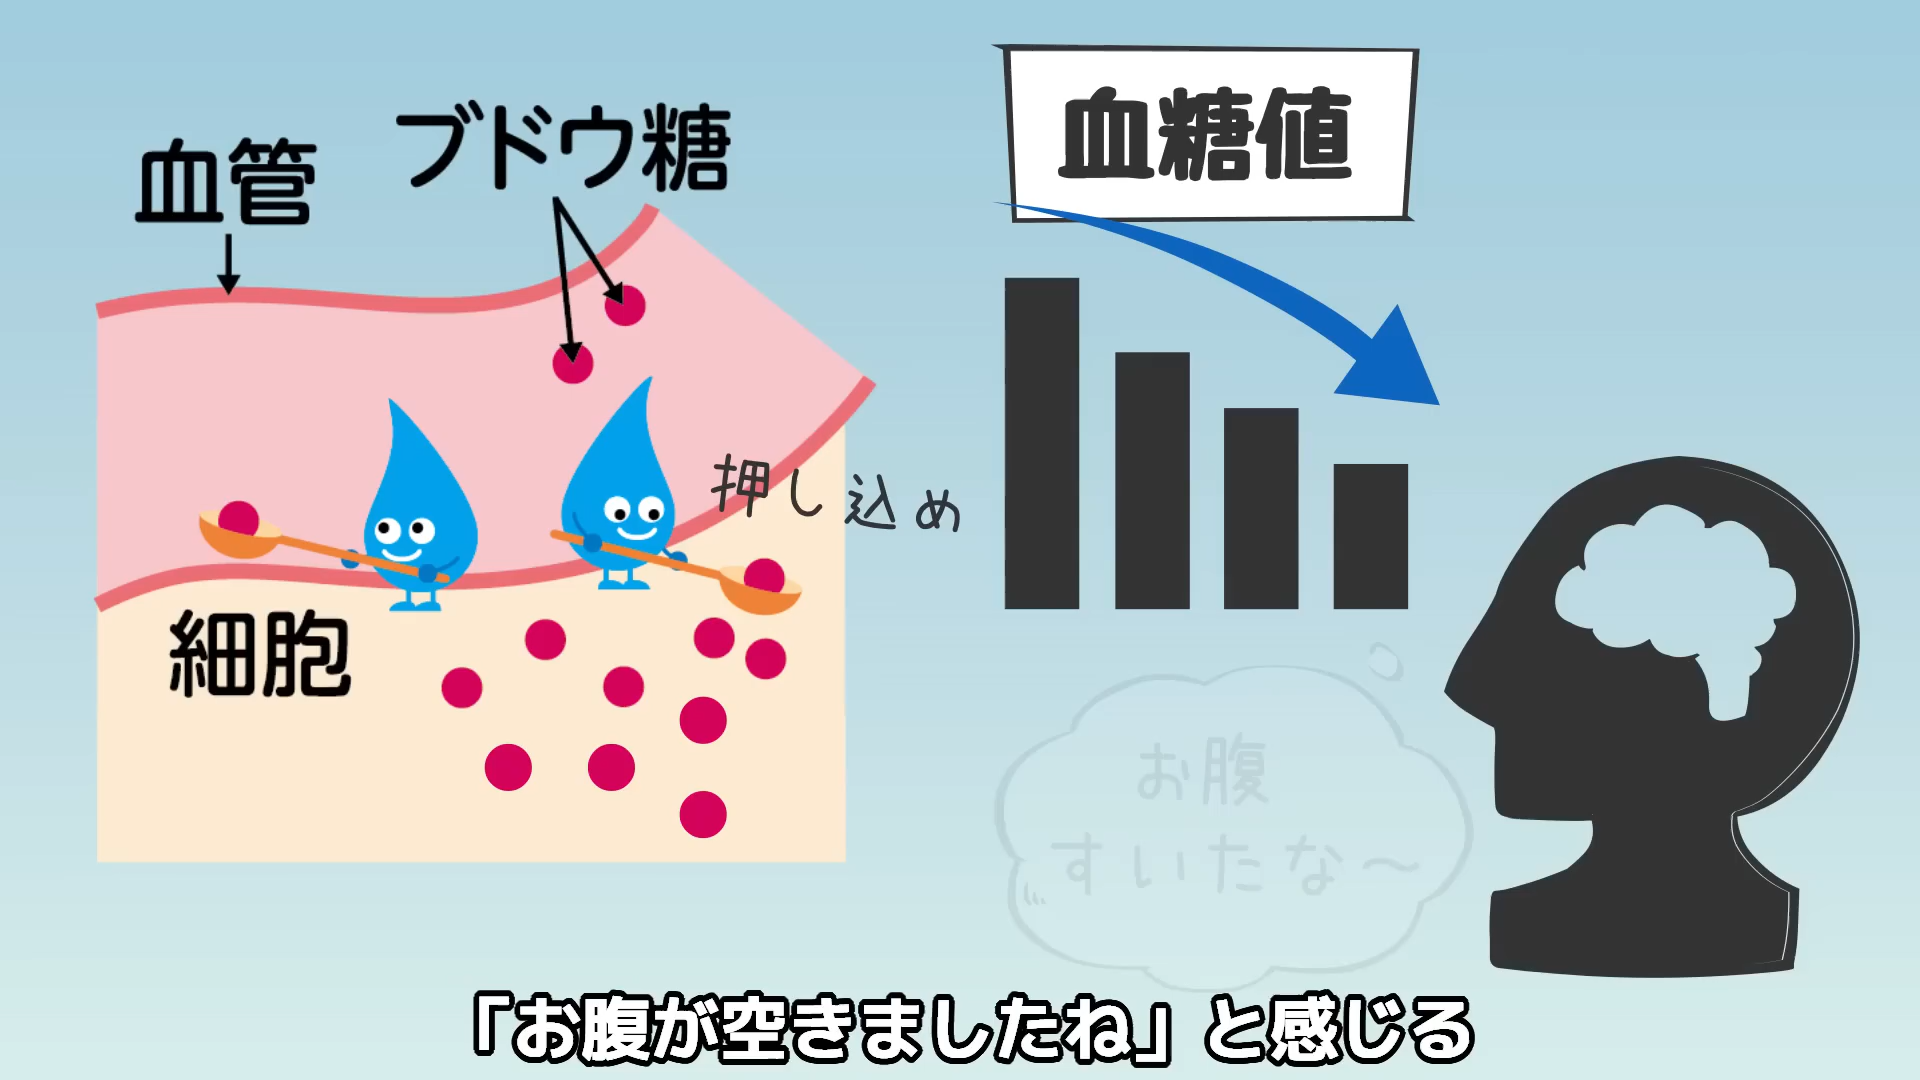 血管
ブドウ糖
押し込め
細胞
血糖値
お腹
すいたな～
「お腹が空きましたね」と感じる